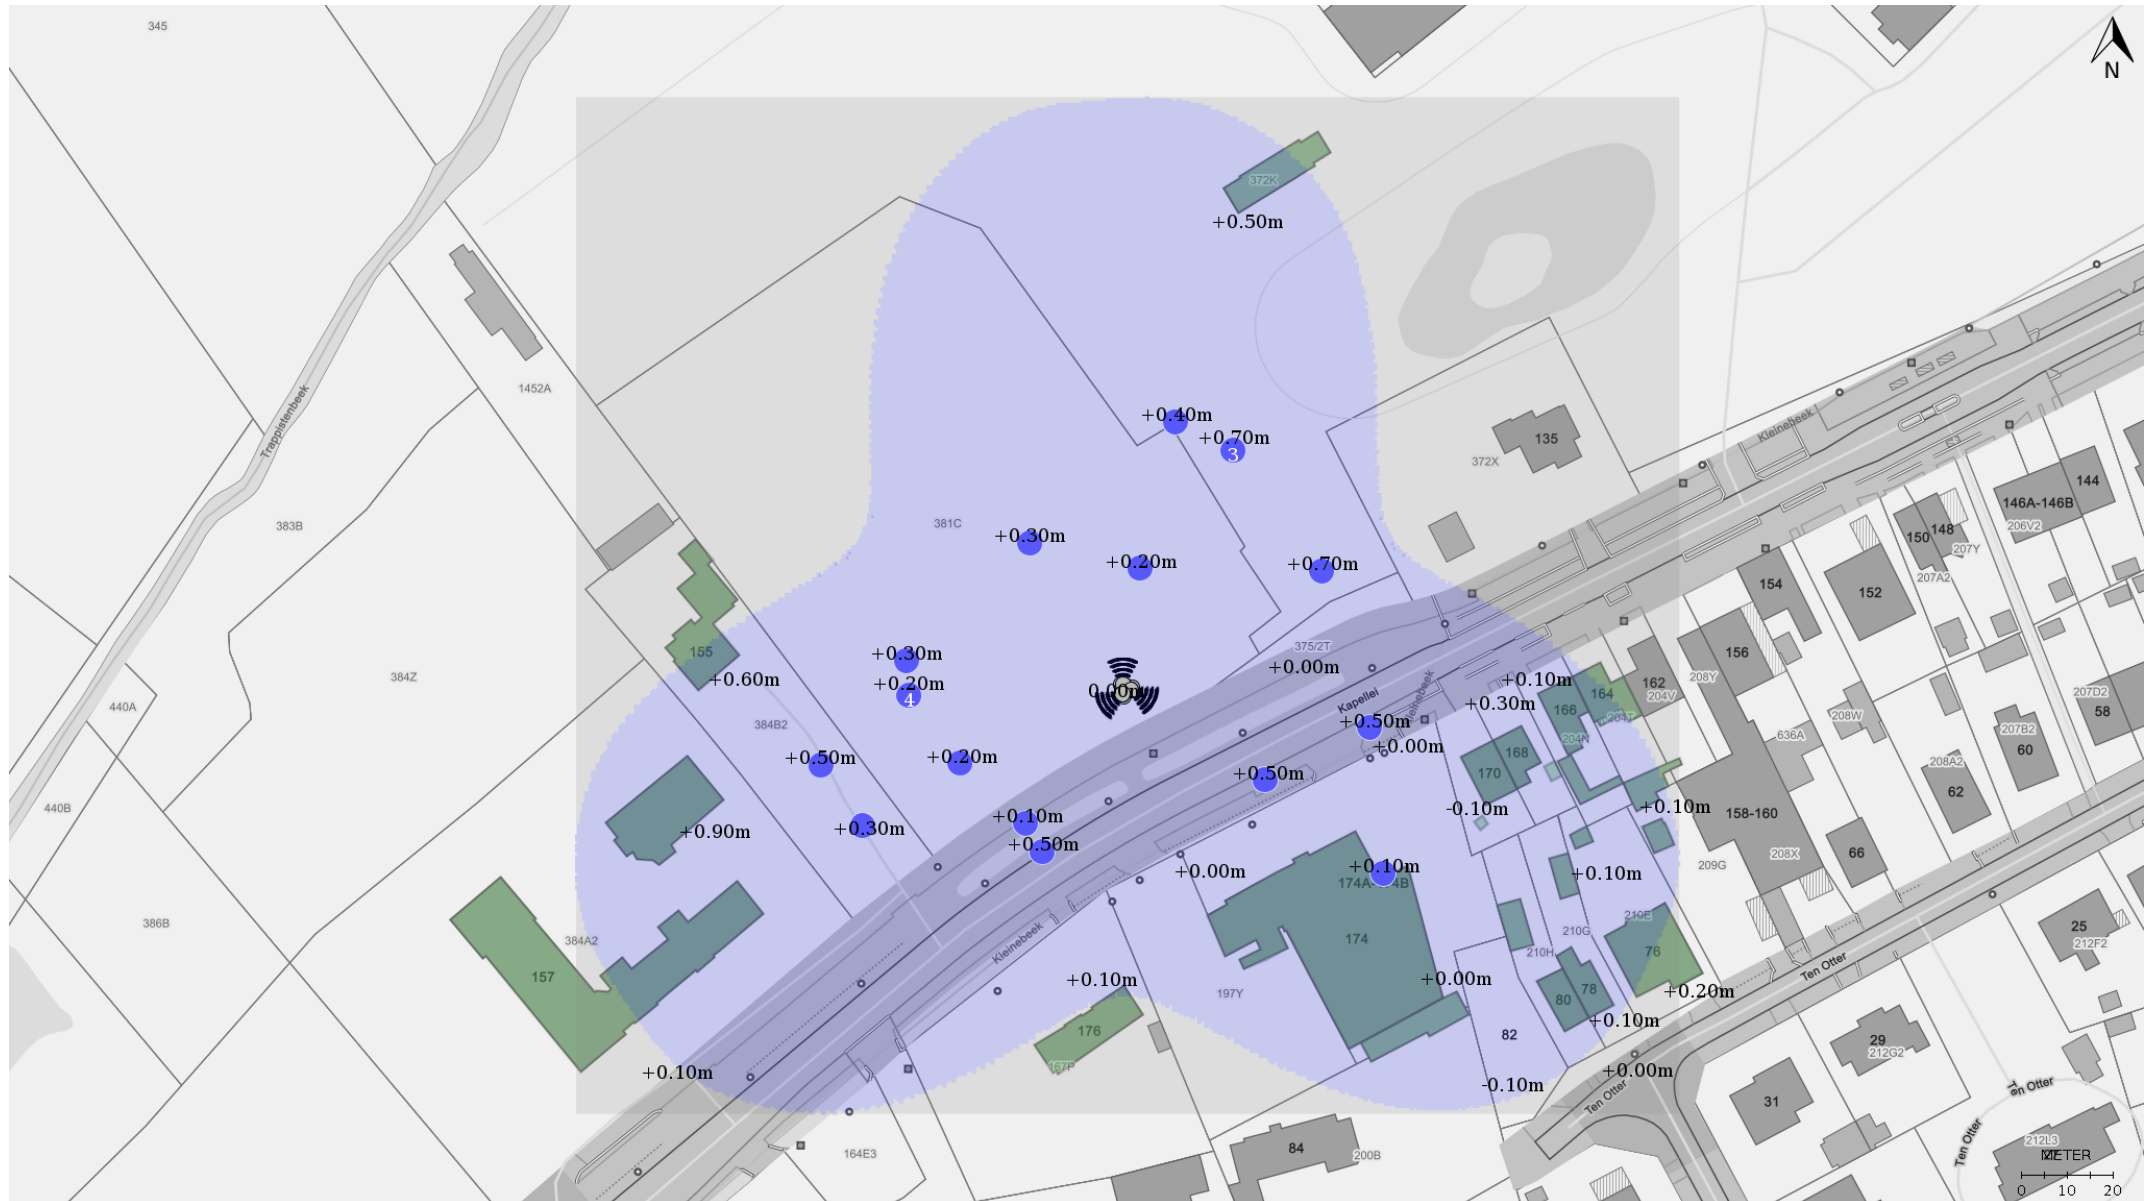 345
N
372K
+0.50m
1452A
Trappistenbeek
+0.40m
+0.70m
3
135
372X
Kleinebeek
144
146A-146B
206V2
383B
381C
+0.30m
+0.20m
+0.70m
150
148
207Y
207A2
154
152
155
+0.60m
+0.30m
+0.20m
4
0.00m
375/2T
+0.00m
Kapellei
Kleinebeek
+0.10m
+0.30m
164
162
204V
204T
166
204N
156
208Y
384Z
440A
384B2
+0.50m
+0.00m
168
170
636A
208W
207D2
58
207B2
60
+0.50m
+0.20m
+0.50m
208A2
62
440B
+0.90m
+0.30m
+0.10m
+0.50m
-0.10m
+0.10m
158-160
208X
66
209G
+0.00m
+0.10m
174A-174B
+0.10m
386B
384A2
157
Kleinebeek
174
210E
210G
210H
76
25
212F2
Ten Otter
+0.10m
197Y
+0.00m
+0.20m
80
78
+0.10m
176
167P
82
29
212G2
+0.10m
-0.10m
+0.00m
Ten Otter
Ten Otter
31
164E3
84
200B
Ten Otter
212L3
METER
0 10 20